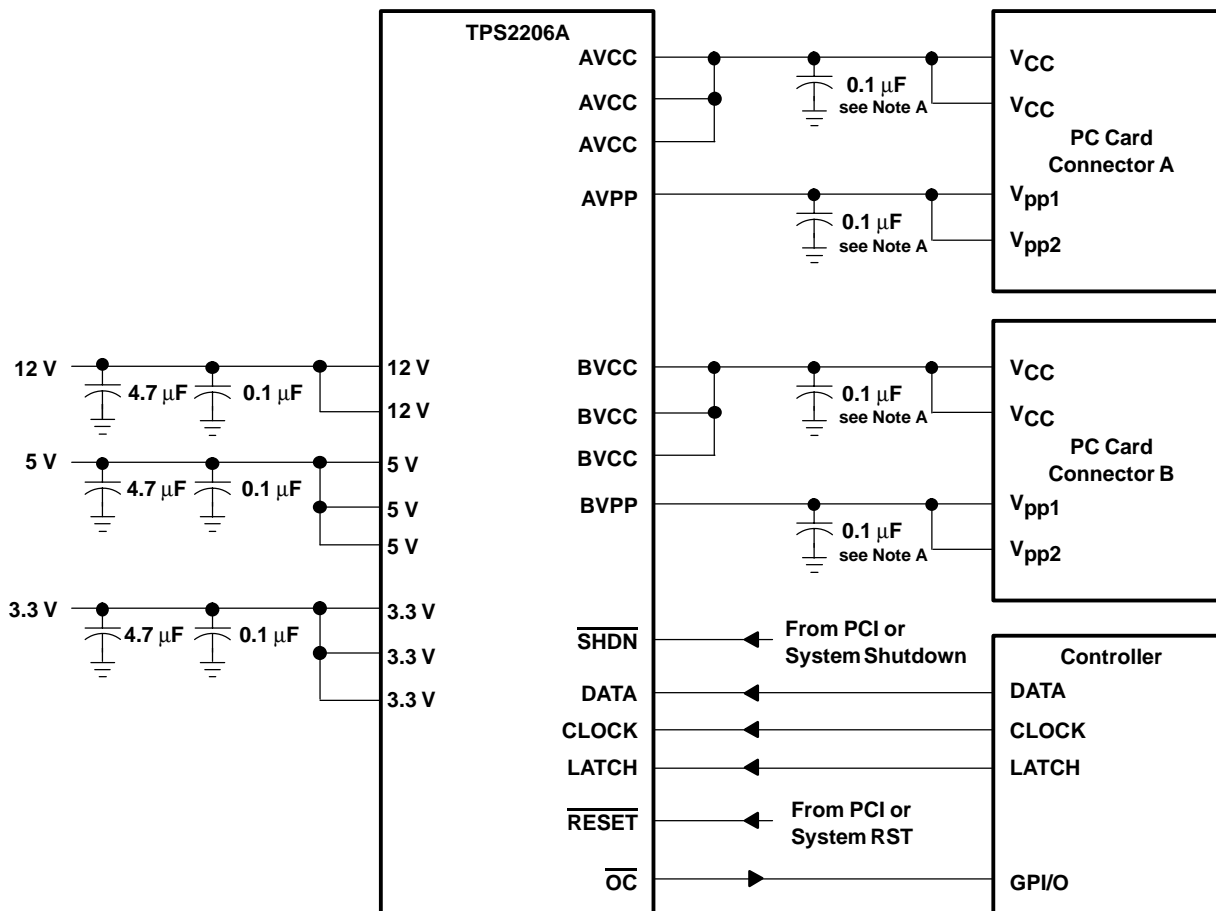 TPS2206A
AVCC
AVCC
AVCC
AVPP
0.1 μF
see Note A
0.1 μF
see Note A
VCC
VCC
PC Card
Connector A
Vpp1
Vpp2
12 V
4.7 μF
0.1 μF
12 V
12 V
5 V
4.7 μF
0.1 μF
5 V
5 V
5 V
3.3 V
4.7 μF
0.1 μF
3.3 V
3.3 V
3.3 V
BVCC
BVCC
BVCC
BVPP
0.1 μF
see Note A
0.1 μF
see Note A
VCC
VCC
PC Card
Connector B
Vpp1
Vpp2
SHDN
From PCI or
System Shutdown
Controller
DATA
DATA
CLOCK
CLOCK
LATCH
LATCH
RESET
From PCI or
System RST
OC
GPI/O